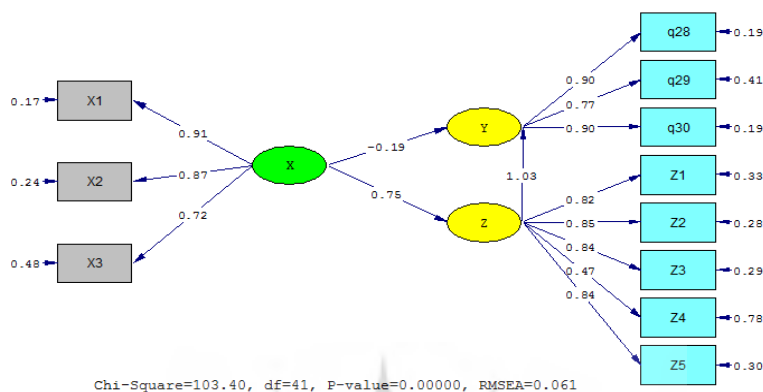 q28
0.19
0.90
q29
0.41
0.77
0.17
X1
0.91
-0.19
Y
0.90
q30
0.19
X2
0.24
0.87
X
1.03
Z1
0.33
0.82
0.75
0.72
Z
0.85
Z2
0.28
0.84
X3
0.48
0.47
Z3
0.29
0.84
Z4
0.78
Z5
0.30
Chi-Square=103.40, df=41, P-value=0.00000, RMSEA=0.061